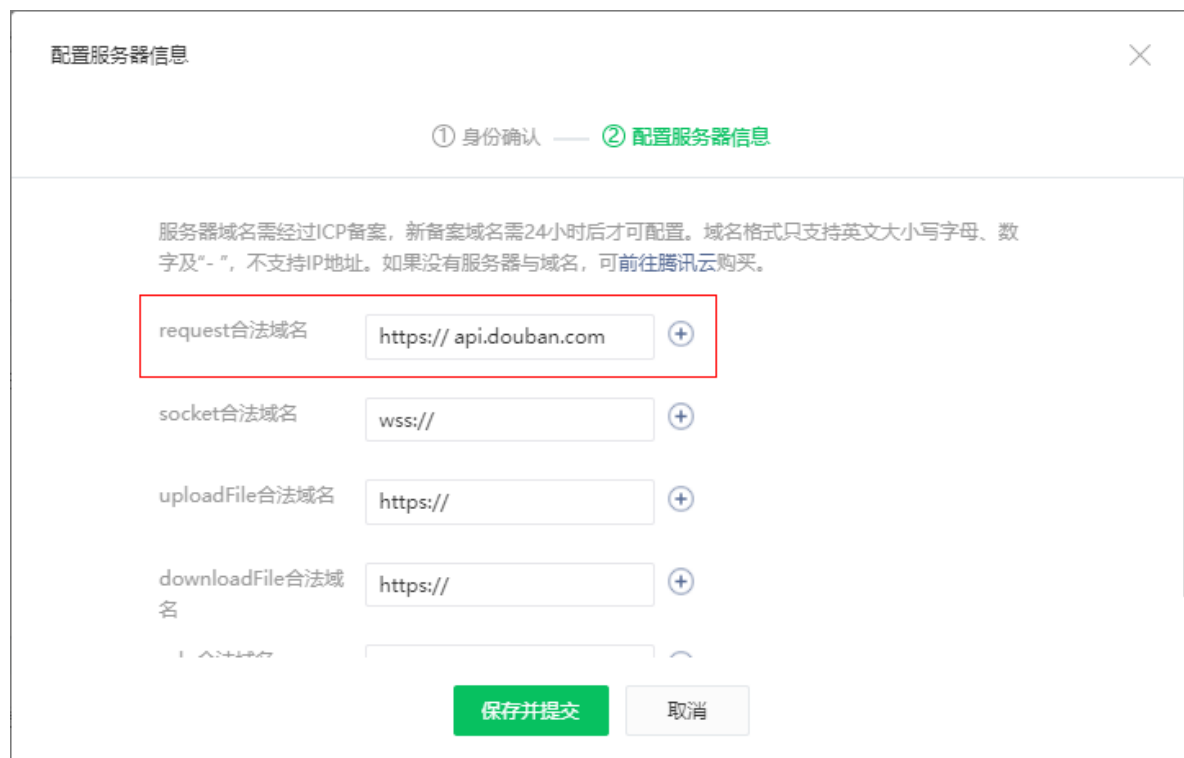 配置服务器信息
① 身份确认 —— ② 配置服务器信息
服务器域名需经过ICP备案，新备案域名需24小时后才可配置。域名格式只支持英文大小写字母、数
字及“- ”，不支持IP地址。如果没有服务器与域名，可前往腾讯云购买。
request合法域名
https:// api.douban.com
socket合法域名
wss://
uploadFile合法域名
https://
downloadFile合法域
名
https://
保存并提交
取消